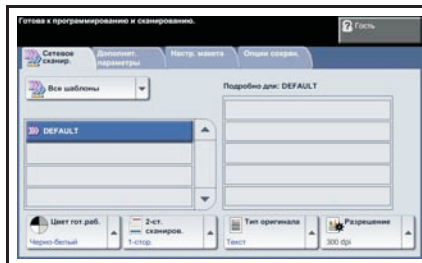 Готова к программированию и сканированию.
Гость
Сетевое сканир.
Дополнит. параметры
Настр. макета
Опции сохран.
Все шаблоны
Подробно для: DEFAULT
DEFAULT
Цвет гот.раб.
Черно-белый
2-ст. сканиров.
1-стор.
Тип оригинала
Текст
Разрешение
300 dpi